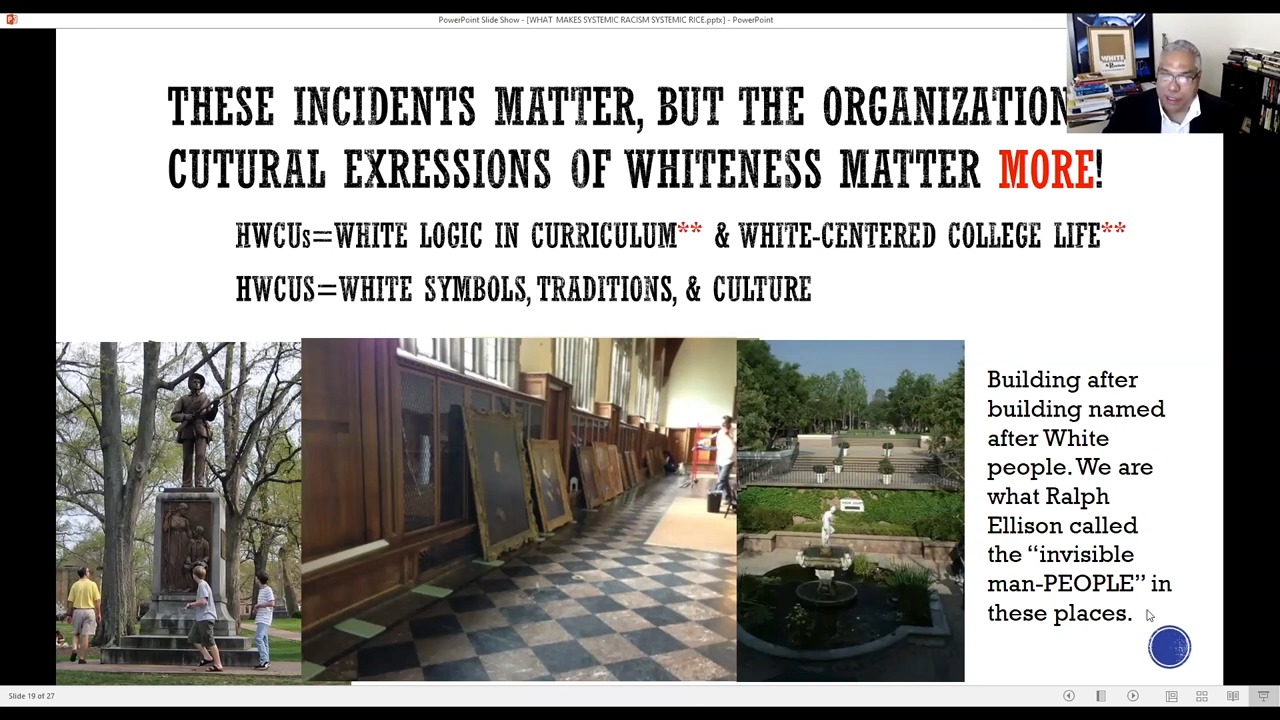 PowerPoint Slide Show - [WHAT MAKES SYSTEMIC RACISM SYSTEMIC RICE.pptx] - PowerPoint
WHITE
THESE INCIDENTS MATTER, BUT THE ORGANIZATION
CUTURAL EXRESSIONS OF WHITENESS MATTER MORE!
HWCUs=WHITE LOGIC IN CURRICULUM** & WHITE-CENTERED COLLEGE LIFE**
HWCUS=WHITE SYMBOLS, TRADITIONS, & CULTURE
Building after
building named
after White
people. We are
what Ralph
Ellison called
the “invisible
man-PEOPLE” in
these places.
Slide 19 of 27